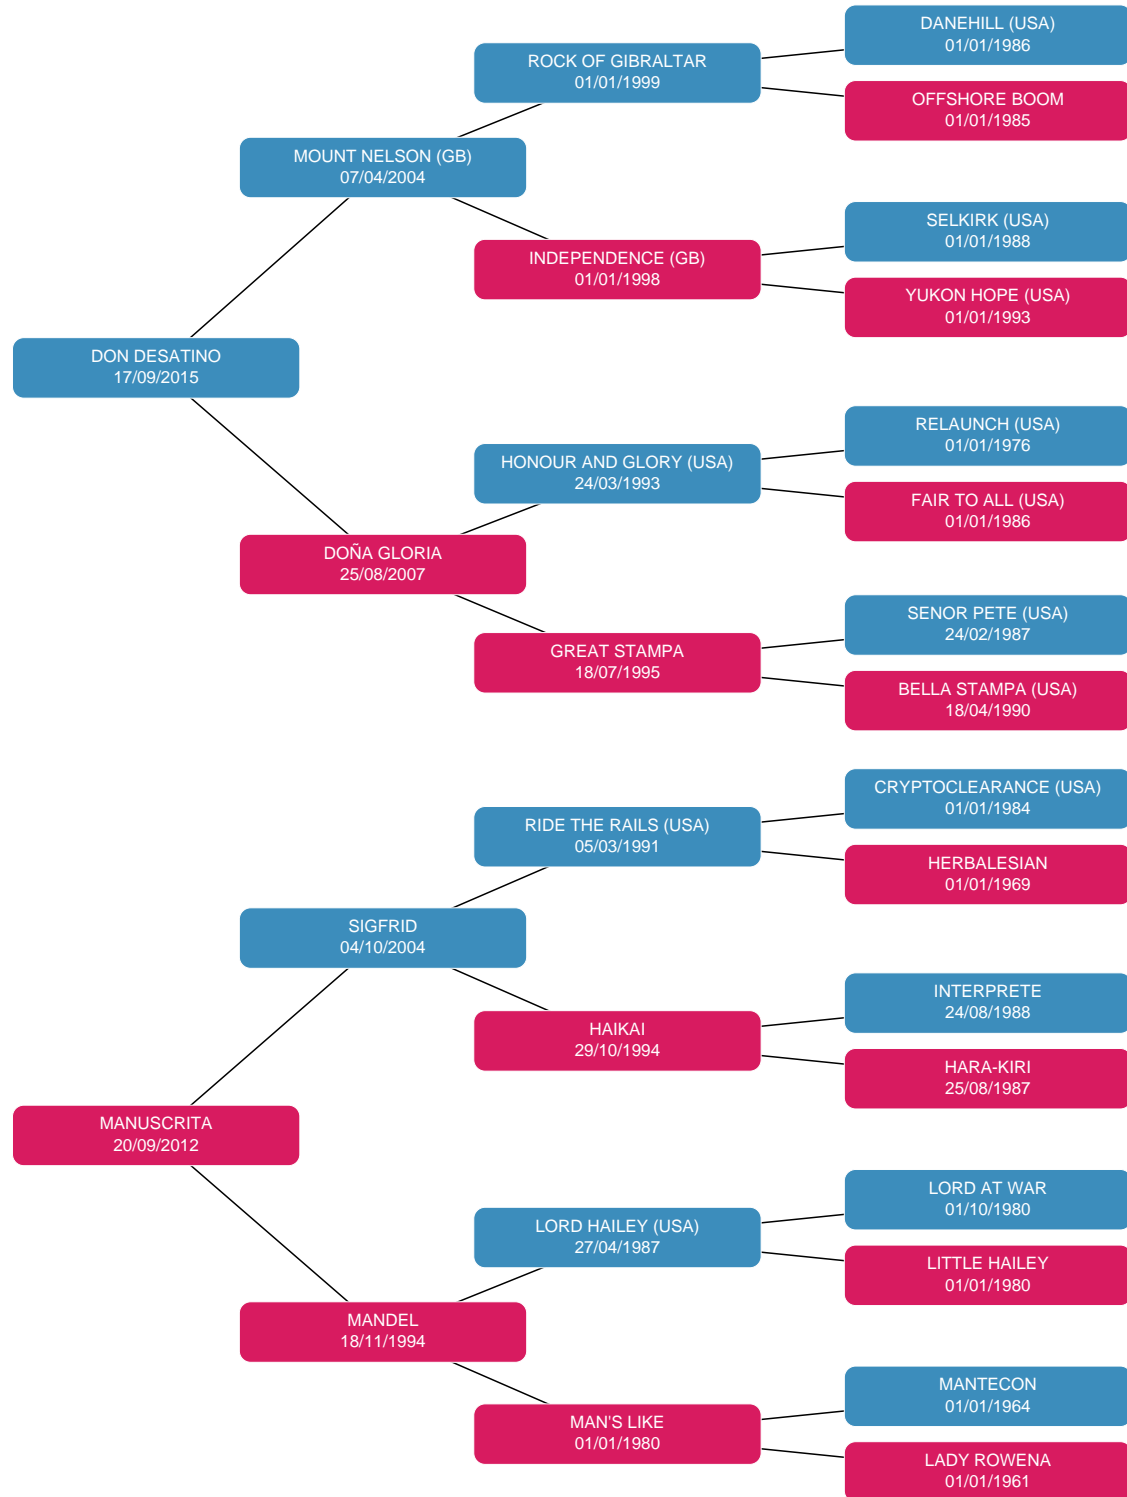 DANEHILL (USA)
01/01/1986
ROCK OF GIBRALTAR
01/01/1999
OFFSHORE BOOM
01/01/1985
MOUNT NELSON (GB)
07/04/2004
SELKIRK (USA)
01/01/1988
INDEPENDENCE (GB)
01/01/1998
YUKON HOPE (USA)
01/01/1993
DON DESATINO
17/09/2015
RELAUNCH (USA)
01/01/1976
HONOUR AND GLORY (USA)
24/03/1993
FAIR TO ALL (USA)
01/01/1986
DOÑA GLORIA
25/08/2007
SENOR PETE (USA)
24/02/1987
GREAT STAMPA
18/07/1995
BELLA STAMPA (USA)
18/04/1990
CRYPTOCLEARANCE (USA)
01/01/1984
RIDE THE RAILS (USA)
05/03/1991
HERBALESIAN
01/01/1969
SIGFRID
04/10/2004
INTERPRETE
24/08/1988
HAIKAI
29/10/1994
HARA-KIRI
25/08/1987
MANUSCRITA
20/09/2012
LORD AT WAR
01/10/1980
LORD HAILEY (USA)
27/04/1987
LITTLE HAILEY
01/01/1980
MANDEL
18/11/1994
MANTECON
01/01/1964
MAN'S LIKE
01/01/1980
LADY ROWENA
01/01/1961